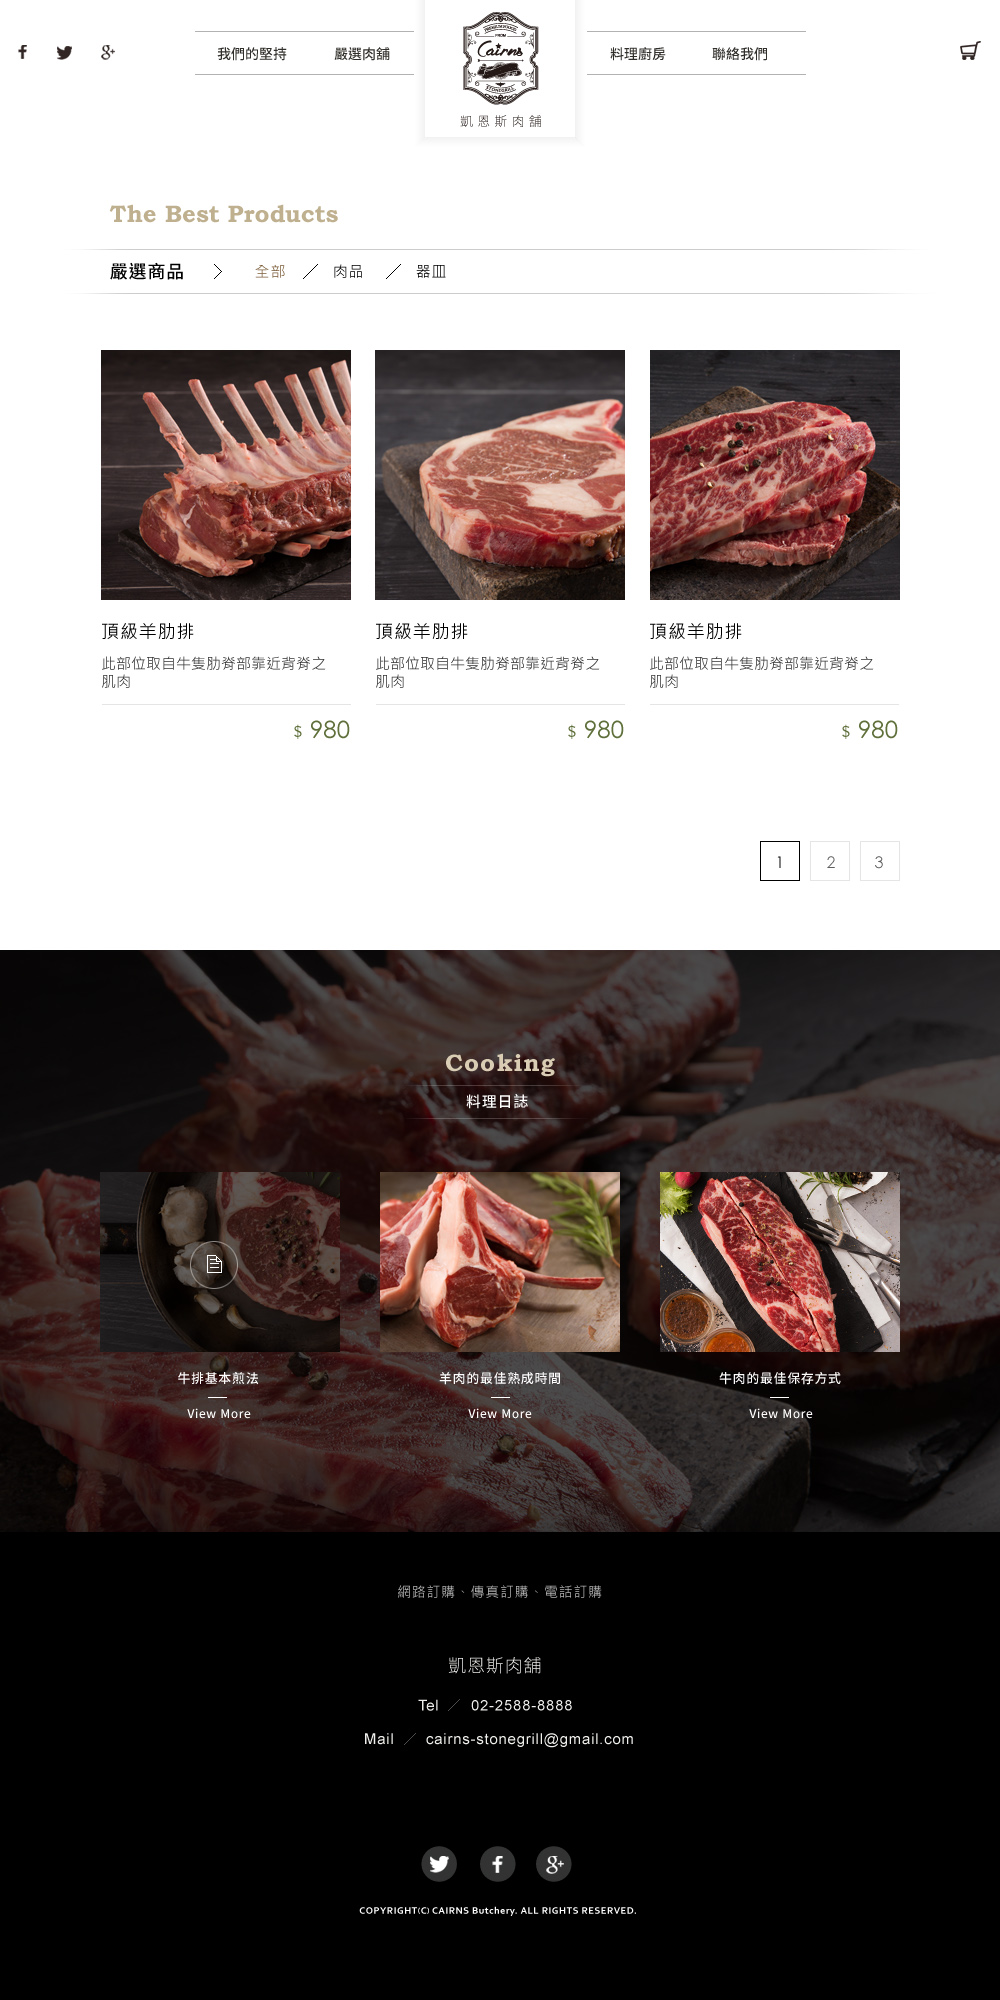 我們的堅持
嚴選肉舖
FROM
Cairns
STONEGRILL
凱恩斯肉舖
料理廚房
聯絡我們
The Best Products
嚴選商品 > 全部 ／ 肉品 ／ 器皿
頂級羊肋排
此部位取自牛隻肋脊部靠近背脊之
肌肉
$ 980
頂級羊肋排
此部位取自牛隻肋脊部靠近背脊之
肌肉
$ 980
頂級羊肋排
此部位取自牛隻肋脊部靠近背脊之
肌肉
$ 980
1 2 3
Cooking
料理日誌
牛排基本煎法
View More
羊肉的最佳熟成時間
View More
牛肉的最佳保存方式
View More
網路訂購、傳真訂購、電話訂購
凱恩斯肉舖
Tel ／ 02-2588-8888
Mail ／ cairns-stonegrill@gmail.com
COPYRIGHT(C) CAIRNS Butchery. ALL RIGHTS RESERVED.